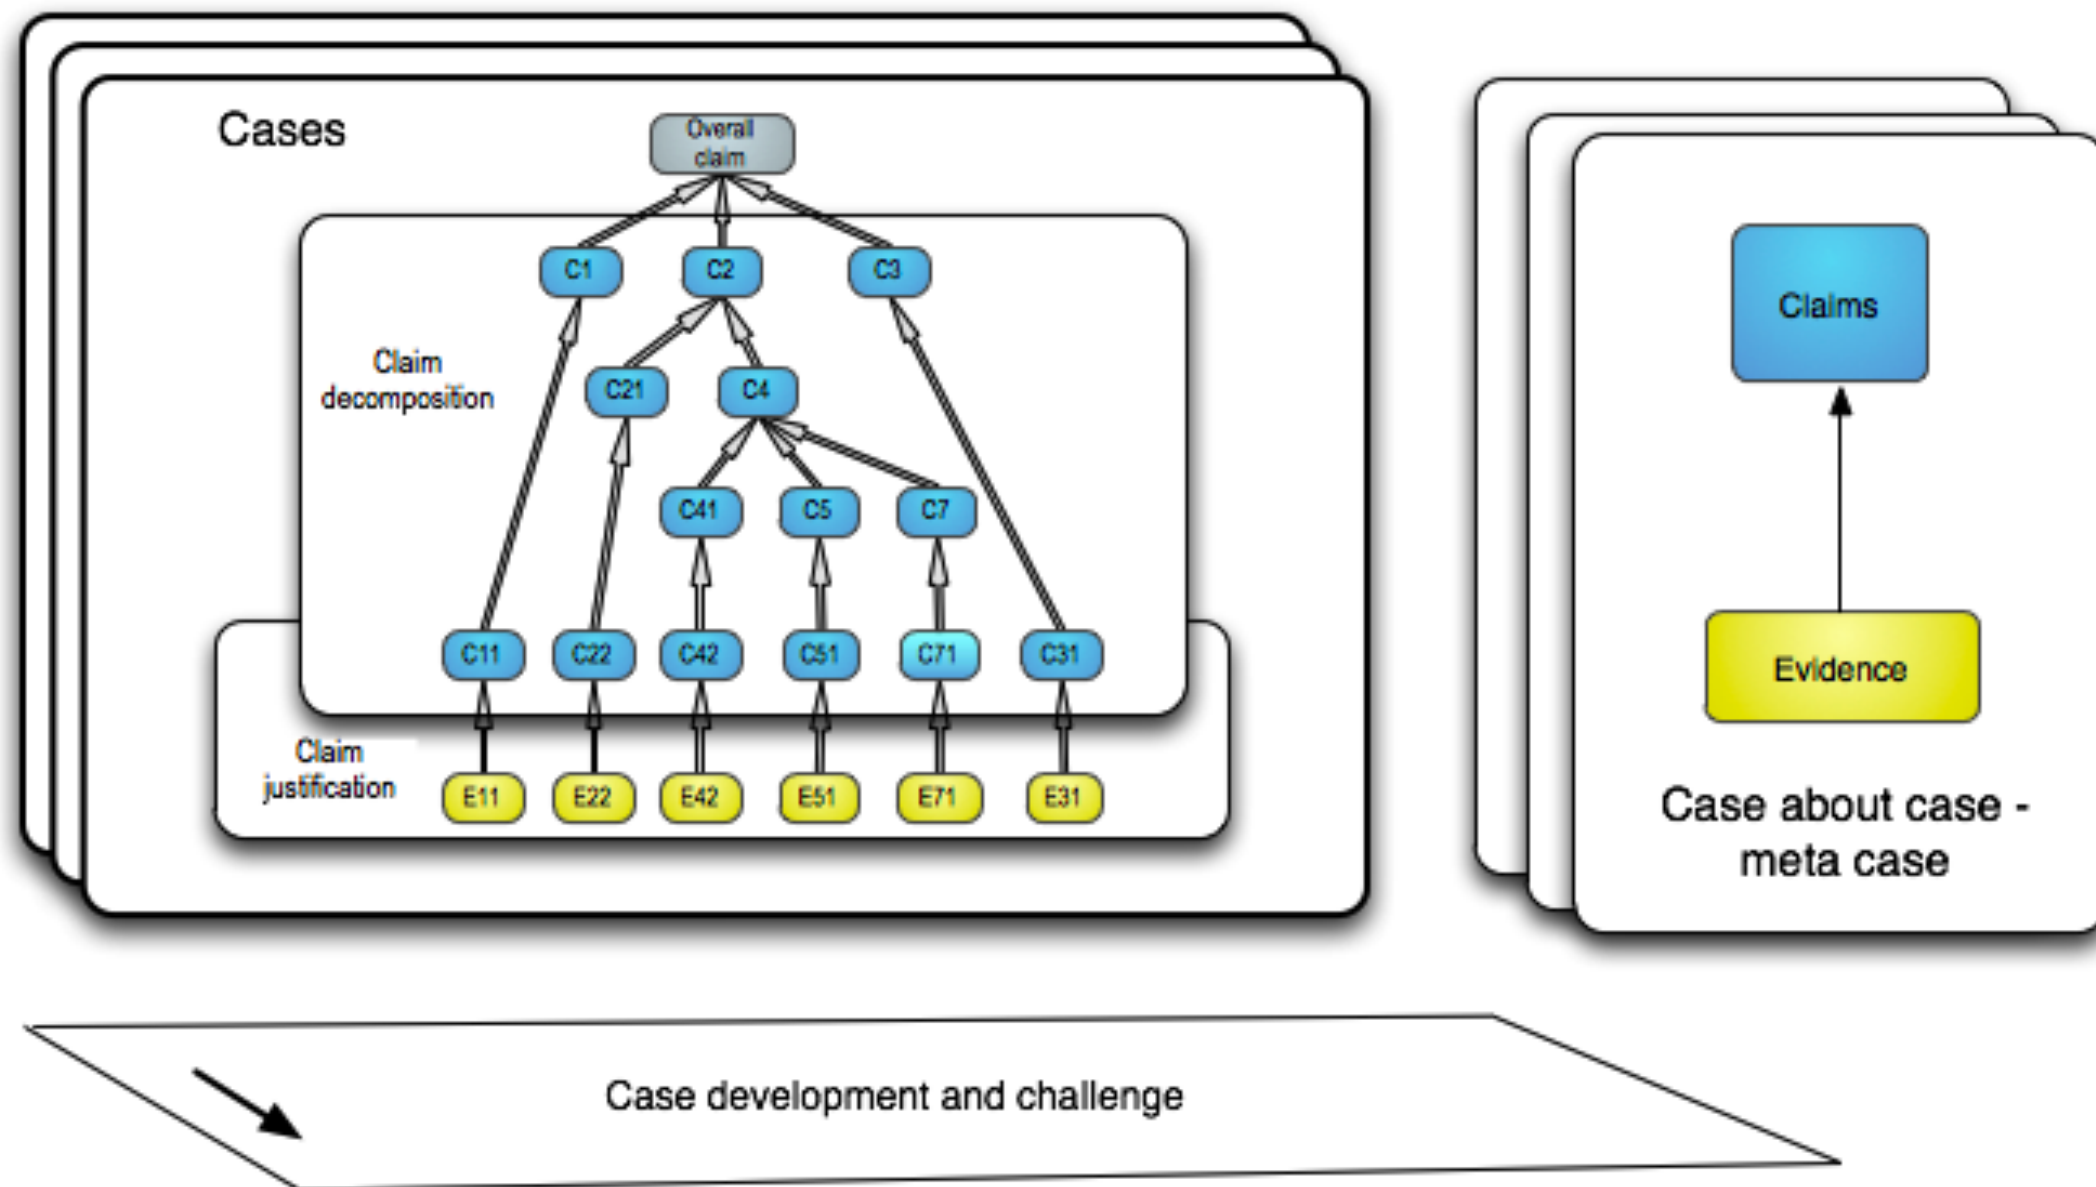 Cases
Overall
claim
C1
C2
C3
Claim
decomposition
C21
C4
C41
C5
C7
C11
C22
C42
C51
C71
C31
Claim
justification
E11
E22
E42
E51
E71
E31
Claims
Evidence
Case about case -
meta case
Case development and challenge